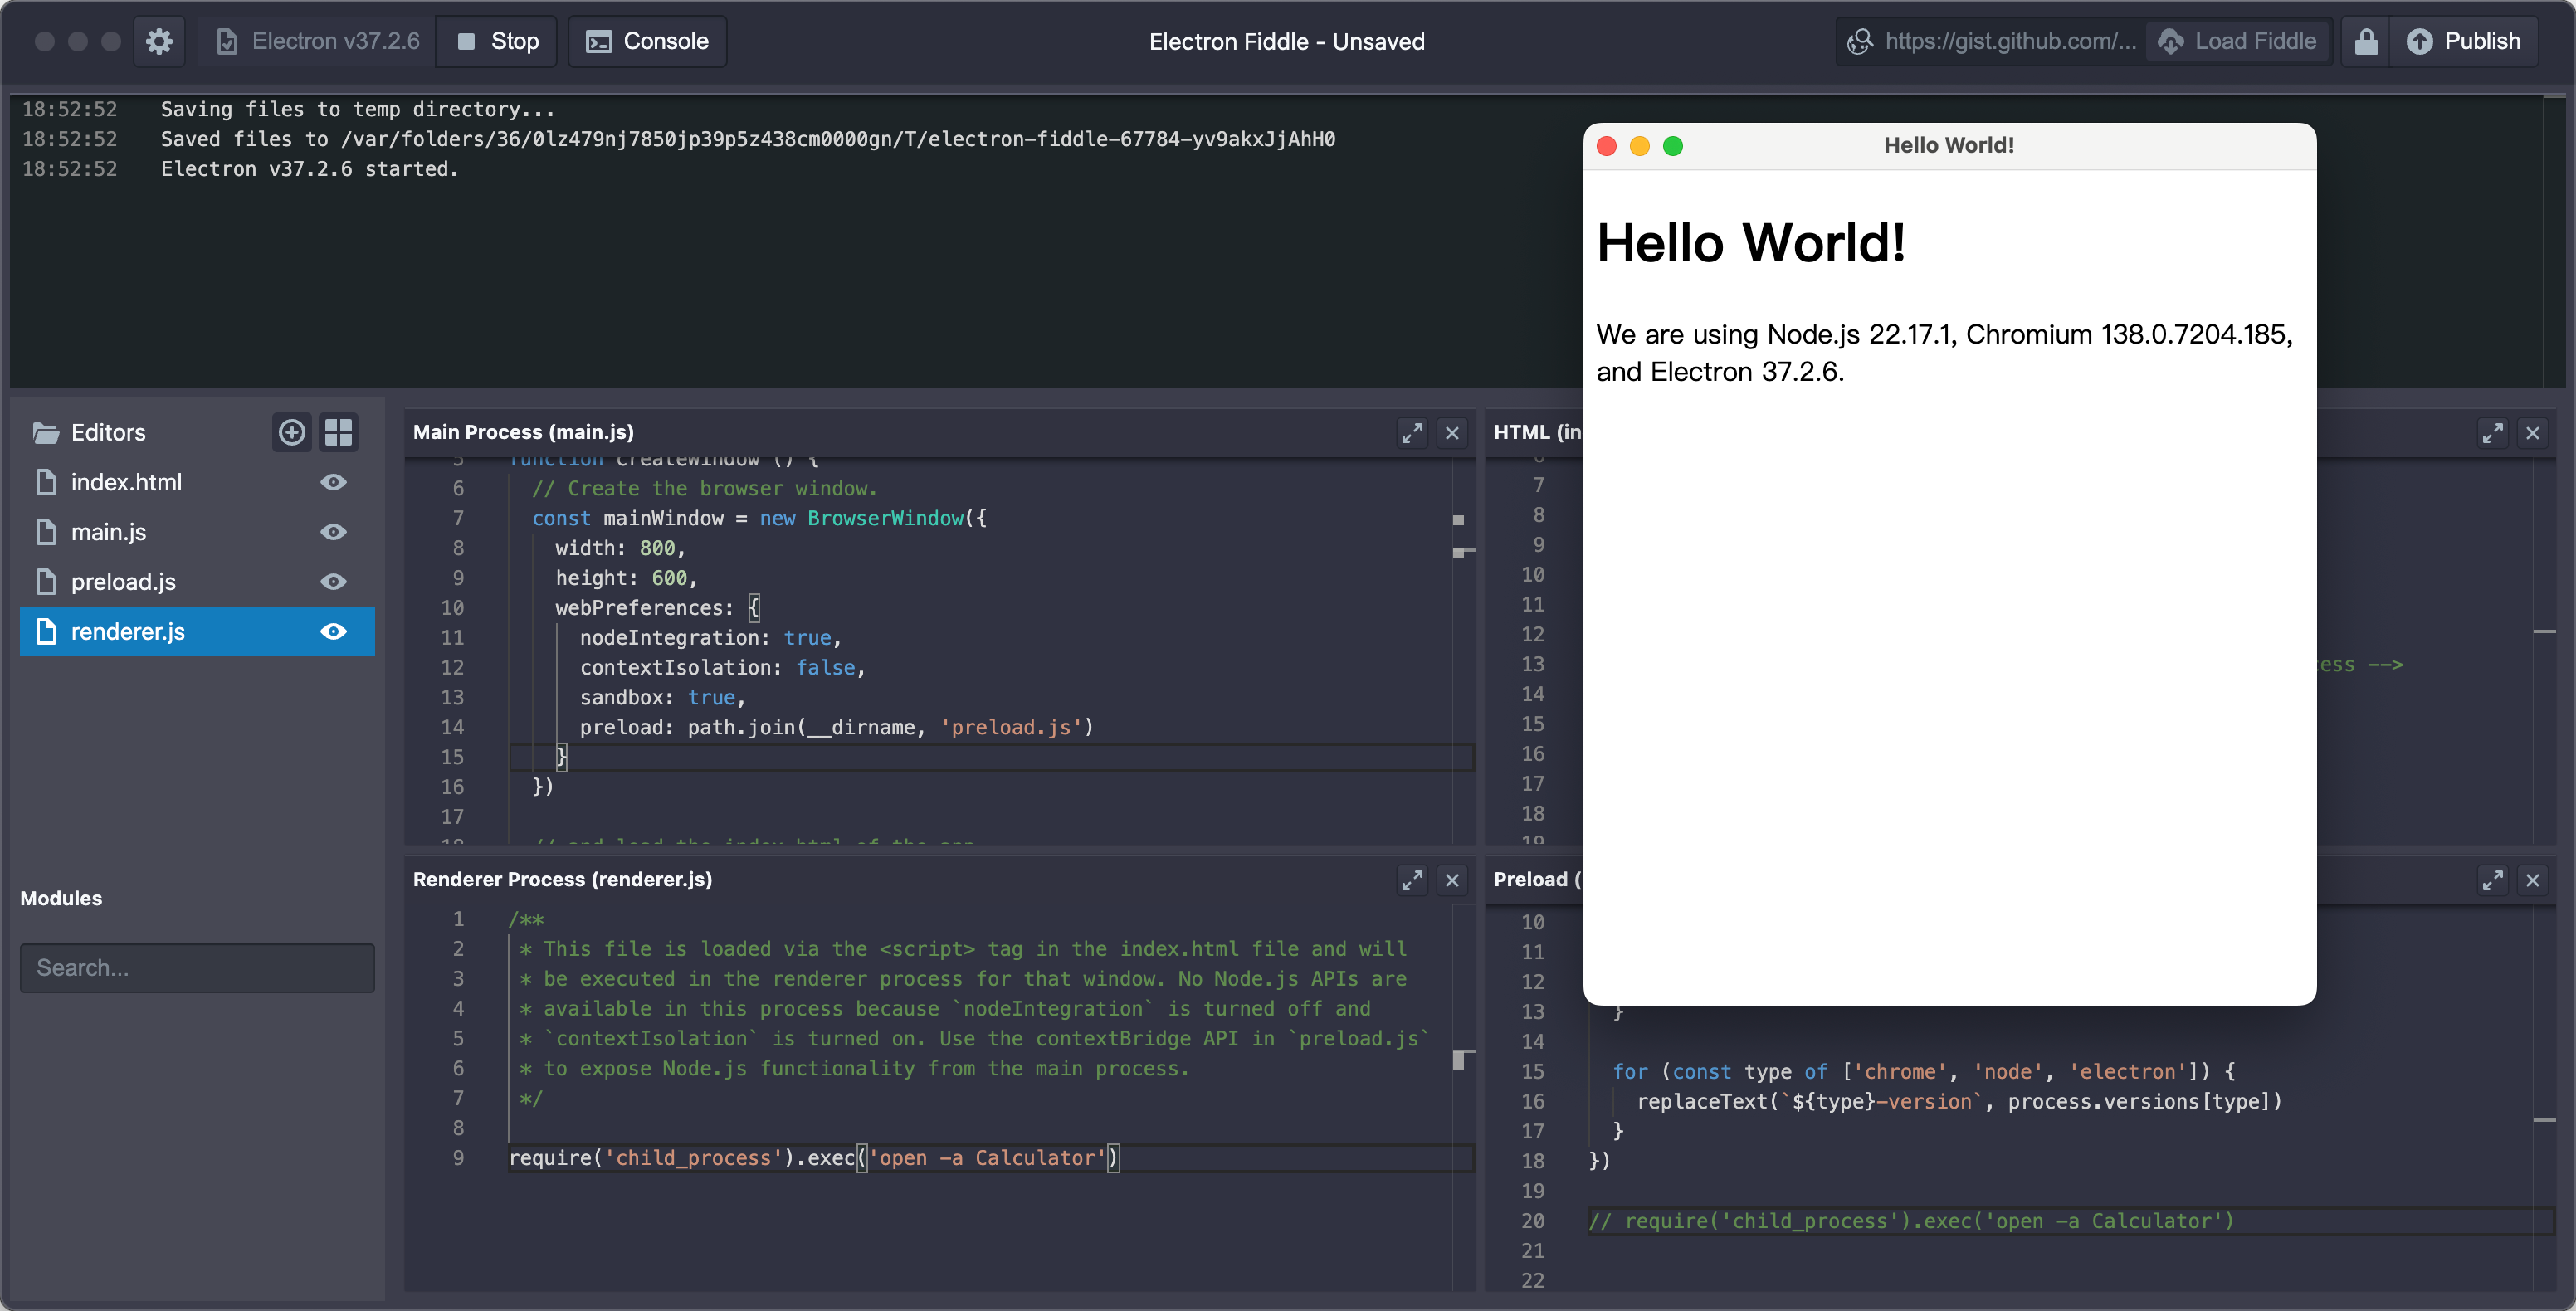 Electron v37.2.6
Stop
Console
Electron Fiddle - Unsaved
https://gist.github.com/...
Load Fiddle
Publish
18:52:52 Saving files to temp directory...
18:52:52 Saved files to /var/folders/36/0lz479nj7850jp39p5z438cm0000gn/T/electron-fiddle-67784-yv9akxJjAhH0
18:52:52 Electron v37.2.6 started.
Hello World!
Hello World!
We are using Node.js 22.17.1, Chromium 138.0.7204.185,
and Electron 37.2.6.
Editors
index.html
main.js
preload.js
renderer.js
Modules
Search...
Main Process (main.js)
5 function createWindow () {
6 // Create the browser window.
7 const mainWindow = new BrowserWindow({
8 width: 800,
9 height: 600,
10 webPreferences: {
11 nodeIntegration: true,
12 contextIsolation: false,
13 sandbox: true,
14 preload: path.join(__dirname, 'preload.js')
15 }
16 })
17
18 // and load the index.html of the app.
HTML (in
6
7
8
9
10
11
12
13 cess -->
14
15
16
17
18
19
Renderer Process (renderer.js)
1 /**
2 * This file is loaded via the <script> tag in the index.html file and will
3 * be executed in the renderer process for that window. No Node.js APIs are
4 * available in this process because `nodeIntegration` is turned off and
5 * `contextIsolation` is turned on. Use the contextBridge API in `preload.js`
6 * to expose Node.js functionality from the main process.
7 */
8
9 require('child_process').exec('open -a Calculator')
Preload (
10
11
12
13 }
14
15 for (const type of ['chrome', 'node', 'electron']) {
16 replaceText(`${type}-version`, process.versions[type])
17 }
18 })
19
20 // require('child_process').exec('open -a Calculator')
21
22